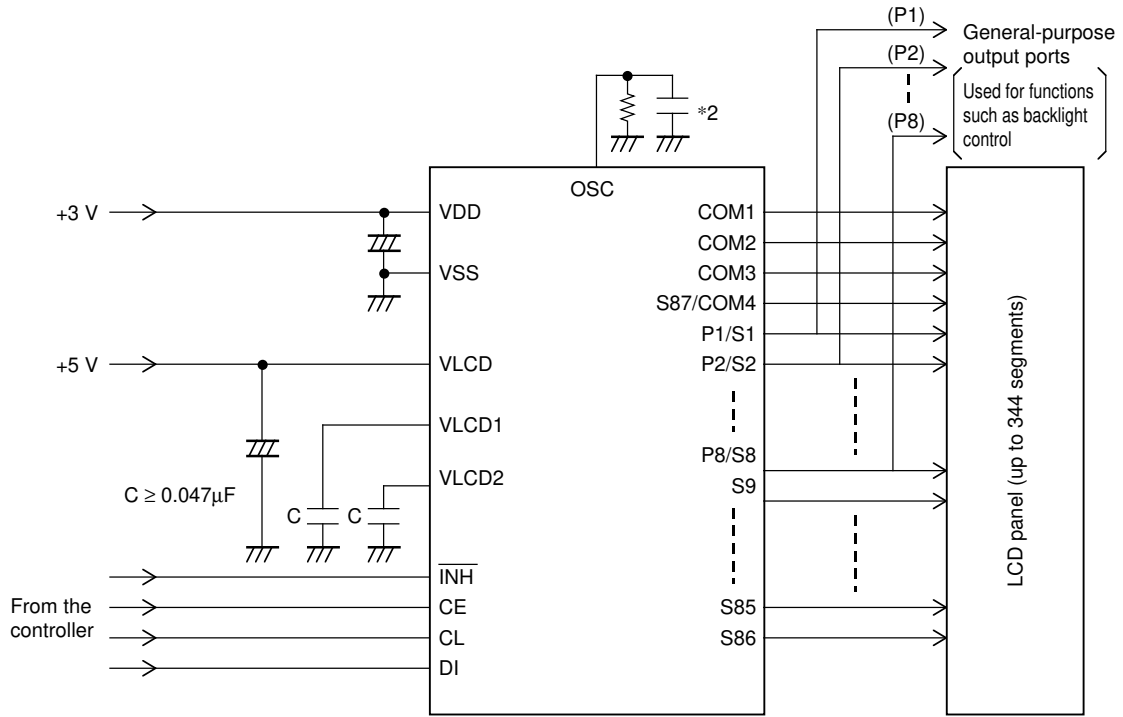 (P1)
General-purpose
output ports
(P2)
Used for functions
such as backlight
control
(P8)
*2
OSC
+3 V
VDD
COM1
COM2
VSS
COM3
S87/COM4
P1/S1
+5 V
VLCD
P2/S2
VLCD1
P8/S8
VLCD2
S9
C ≥ 0.047μF
C
C
LCD panel (up to 344 segments)
INH
From the
controller
CE
S85
CL
S86
DI